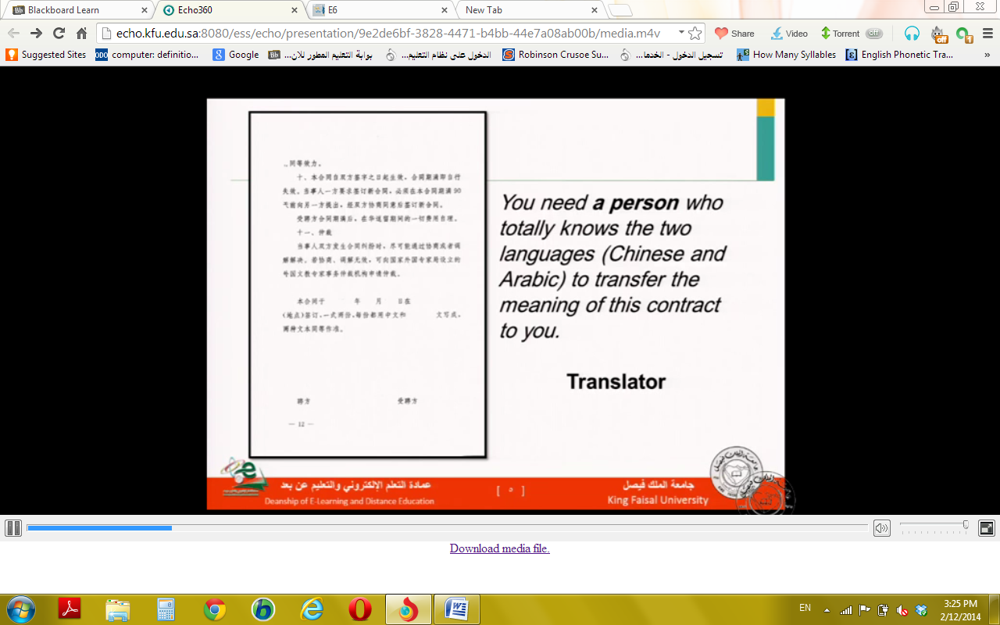 Blackboard Learn
Echo360
E6
New Tab
echo.kfu.edu.sa:8080/ess/echo/presentation/9e2de6bf-3828-4471-b4bb-44e7a08ab00b/media.m4v
Share
Video
Torrent
off
Suggested Sites
computer: definitio...
Google
بوابة التعليم المطور للان...
الدخول على نظام التعليم...
Robinson Crusoe Su...
تسجيل الدخول - الخدما...
How Many Syllables
English Phonetic Tra...
»
同等效力。
十、本合同自双方签字之日起生效,合同期满即自行
失效。当事人一方要求签订新合同,必须在本合同期满90
天前向另一方提出,经双方协商同意后签订新合同。
受聘方合同期满后,在华逗留期间的一切费用自理。
十一、仲裁
当事人双方发生合同纠纷时,尽可能通过协商或者调
解解决。若协商、调解无效,可向国家外国专家局设立的
外国文教专家事务仲裁机构申请仲裁。
本合同于 年 月 日在
(地点)签订,一式两份,每份都用中文和 文写成,
两种文本同等作准。
聘方 受聘方
— 12 —
You need a person who
totally knows the two
languages (Chinese and
Arabic) to transfer the
meaning of this contract
to you.
Translator
عمادة التعلم الإلكتروني والتعليم عن بعد
Deanship of E-Learning and Distance Education
[ ٥ ]
جامعة الملك فيصل
King Faisal University
Download media file.
EN
3:25 PM
2/12/2014